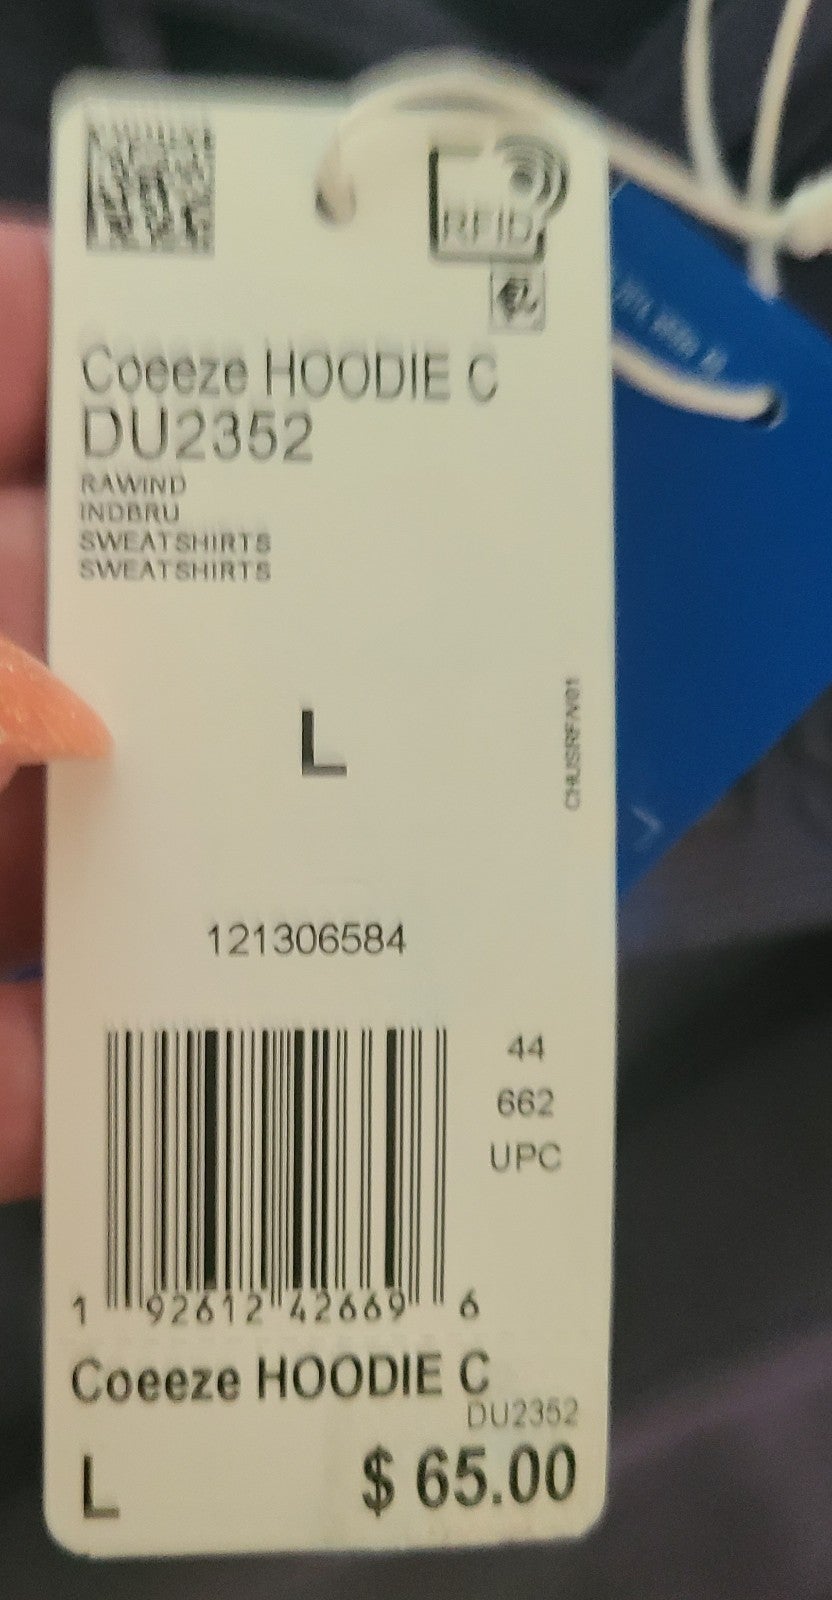 RFID
Coeeze HOODIE C
DU2352
RAWIND
INDBRU
SWEATSHIRTS
SWEATSHIRTS
L
CHUSRFN01
121306584
44
662
UPC
1 92612 42669 6
Coeeze HOODIE C
DU2352
L $ 65.00